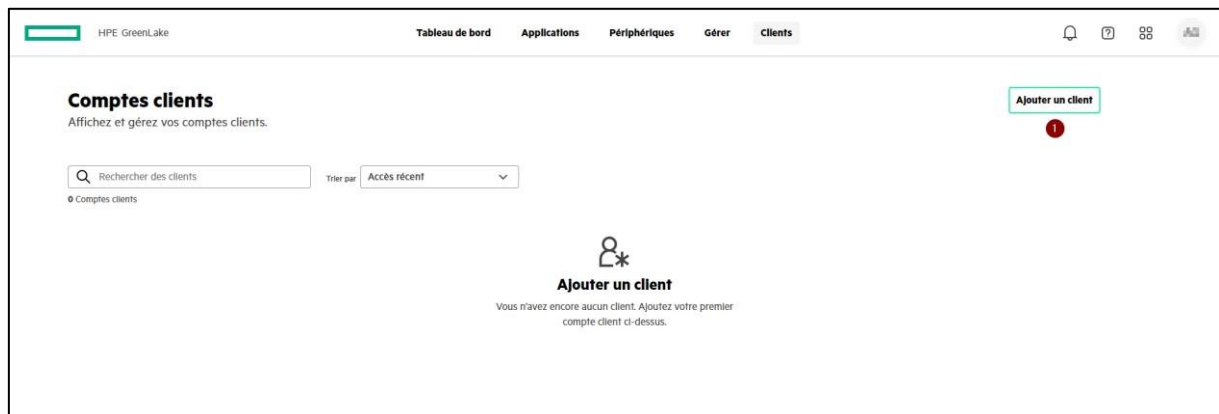 HPE GreenLake
Tableau de bord
Applications
Périphériques
Gérer
Clients
Comptes clients
Affichez et gérez vos comptes clients.
Ajouter un client
1
Rechercher des clients
Trier par
Accès récent
0 Comptes clients
Ajouter un client
Vous n'avez encore aucun client. Ajoutez votre premier
compte client ci-dessus.